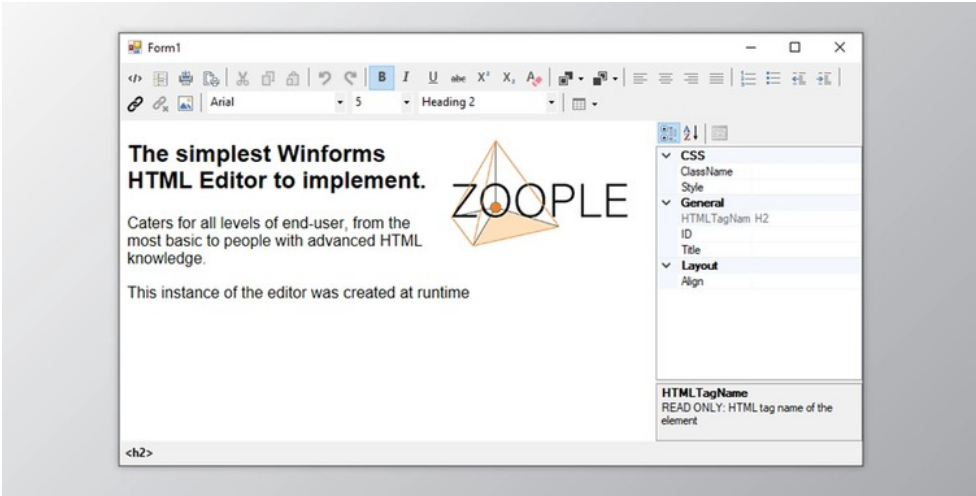 Form1
B I U abc X² X₂ A
Arial 5 Heading 2
The simplest Winforms
HTML Editor to implement.
ZOOPLE
Caters for all levels of end-user, from the
most basic to people with advanced HTML
knowledge.
This instance of the editor was created at runtime
CSS
ClassName
Style
General
HTMLTagNam H2
ID
Title
Layout
Align
HTMLTagName
READ ONLY: HTML tag name of the
element
<h2>